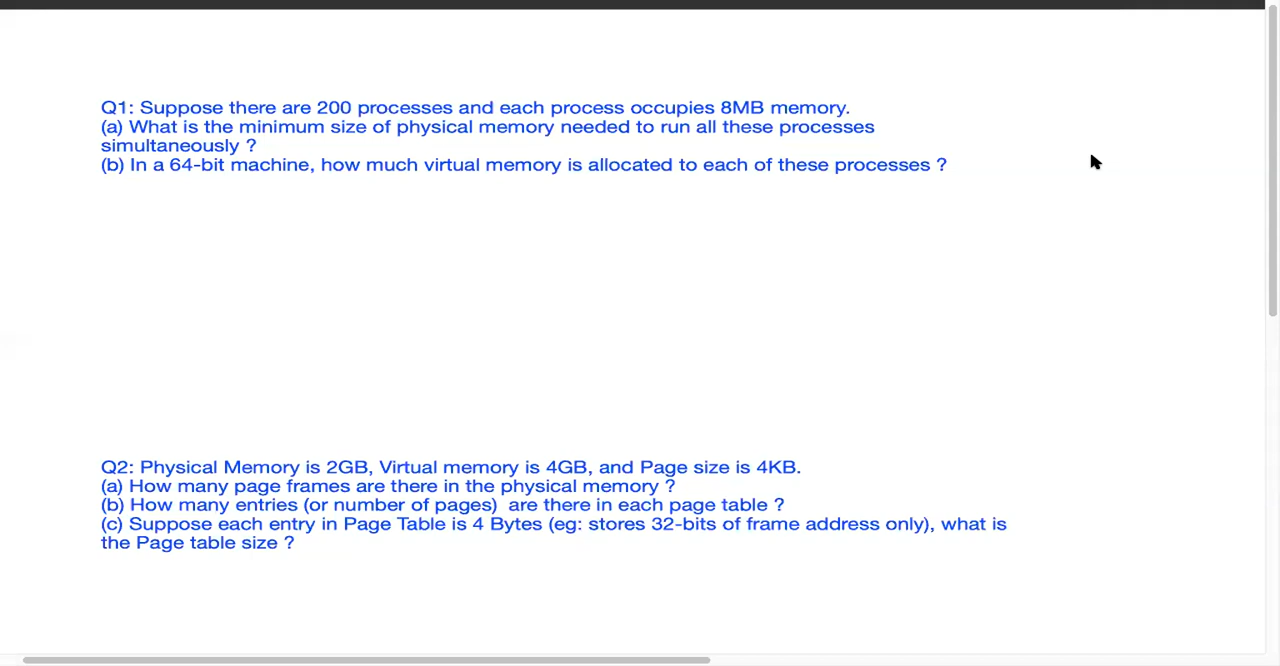 Q1: Suppose there are 200 processes and each process occupies 8MB memory.
(a) What is the minimum size of physical memory needed to run all these processes
simultaneously ?
(b) In a 64-bit machine, how much virtual memory is allocated to each of these processes ?
Q2: Physical Memory is 2GB, Virtual memory is 4GB, and Page size is 4KB.
(a) How many page frames are there in the physical memory ?
(b) How many entries (or number of pages)  are there in each page table ?
(c) Suppose each entry in Page Table is 4 Bytes (eg: stores 32-bits of frame address only), what is
the Page table size ?